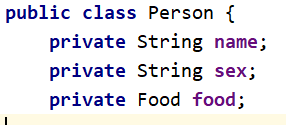 public class Person {
    private String name;
    private String sex;
    private Food food;